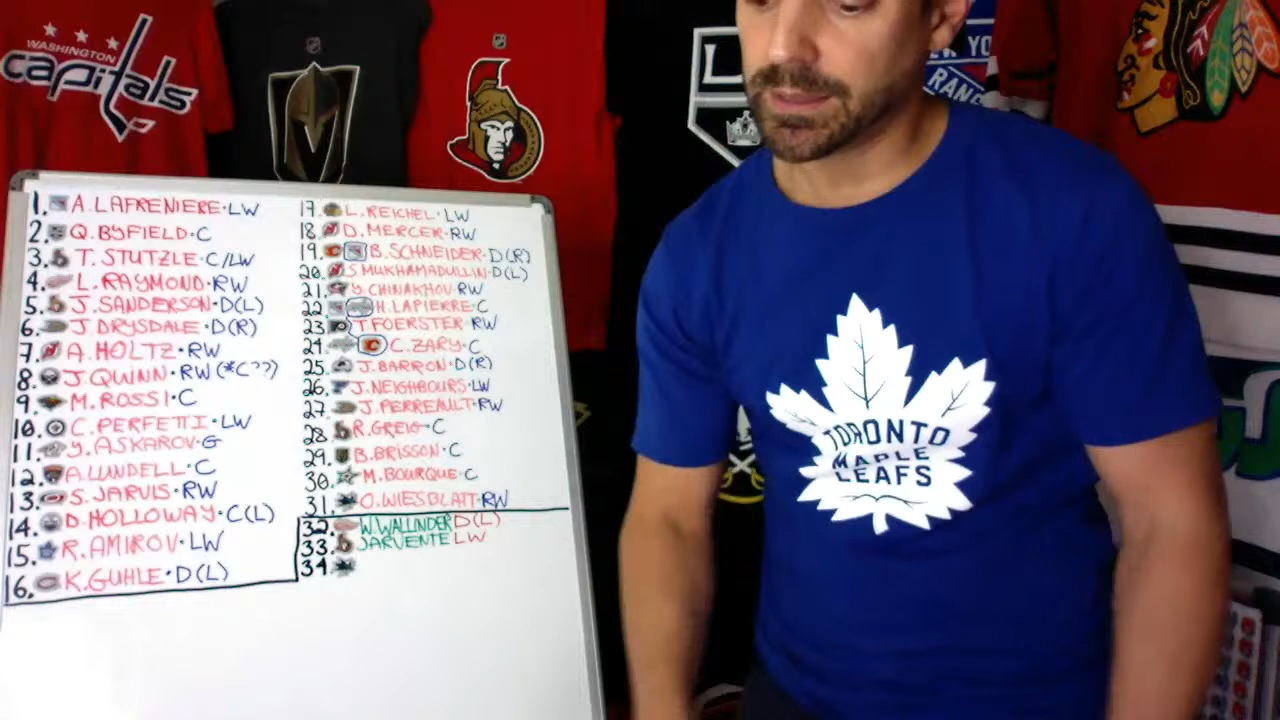 WASHINGTON
capitals
NEW YO
RANG
1. A. LAFRENIERE • LW
2. Q. BYFIELD • C
3. T. STUTZLE • C/LW
4. L. RAYMOND • RW
5. J. SANDERSON • D(L)
6. J DRYSDALE • D(R)
7. A. HOLTZ • RW
8. J. QUINN • RW (*C??)
9. M. ROSSI • C
10. C. PERFETTI • LW
11. Y. ASKAROV • G
12. A. LUNDELL • C
13. S. JARVIS • RW
14. D. HOLLOWAY • C(L)
15. R. AMIROV • LW
16. K. GUHLE • D(L)
17. L. REICHEL • LW
18. D. MERCER • RW
19. B. SCHNEIDER • D(R)
20. S. MUKHAMADULLIN • D(L)
21. Y. CHINAKHOV • RW
22. H. LAPIERRE • C
23 T. FOERSTER • RW
24. C. ZARY • C
25. J. BARRON • D(R)
26. J. NEIGHBOURS • LW
27. J. PERREAULT • RW
28 R. GREIG • C
29. B. BRISSON • C
30. M. BOURQUE • C
31. O. WIESBLATT • RW
32. W. WALLINDER D(L)
33. JARVENTE LW
34.
TORONTO
MAPLE
LEAFS